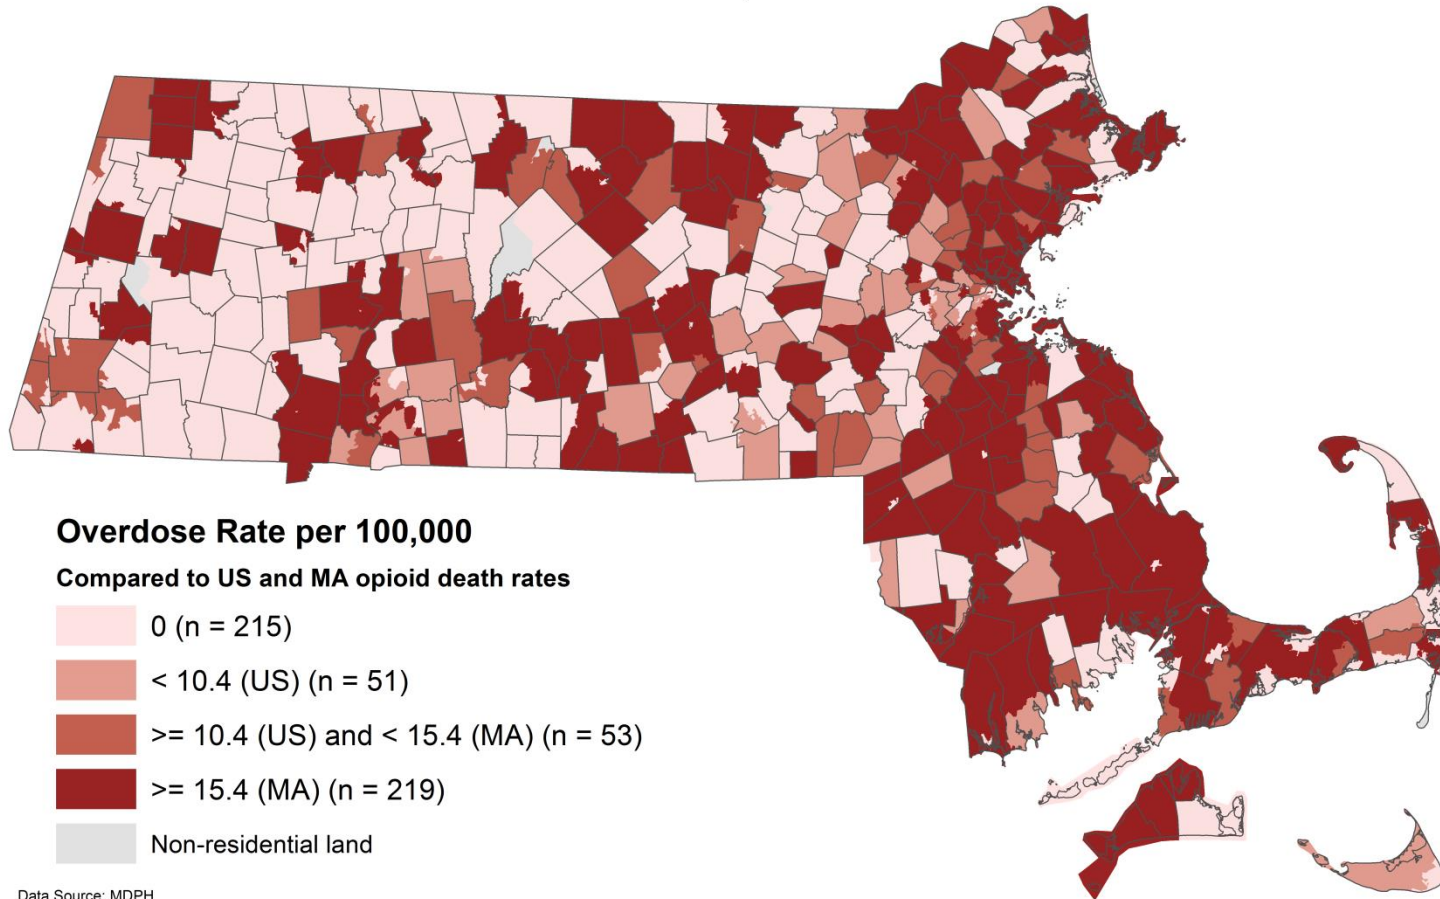 Overdose Rate per 100,000
Compared to US and MA opioid death rates
0 (n = 215)
< 10.4 (US) (n = 51)
>= 10.4 (US) and < 15.4 (MA) (n = 53)
>= 15.4 (MA) (n = 219)
Non-residential land
Data Source: MDPH